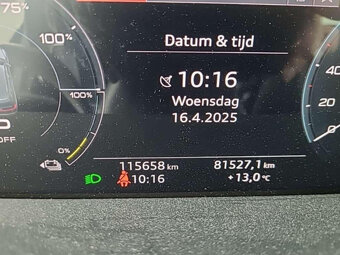 75%
100%
Datum & tijd
10:16
Woensdag
16.4.2025
100%
40
20
0
OFF
0%
115658 km
81527,1 km
10:16
+13,0 °C